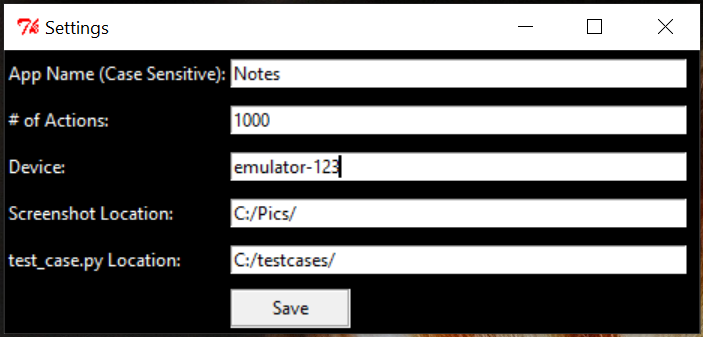 Settings
App Name (Case Sensitive): Notes
# of Actions: 1000
Device: emulator-123
Screenshot Location: C:/Pics/
test_case.py Location: C:/testcases/
Save